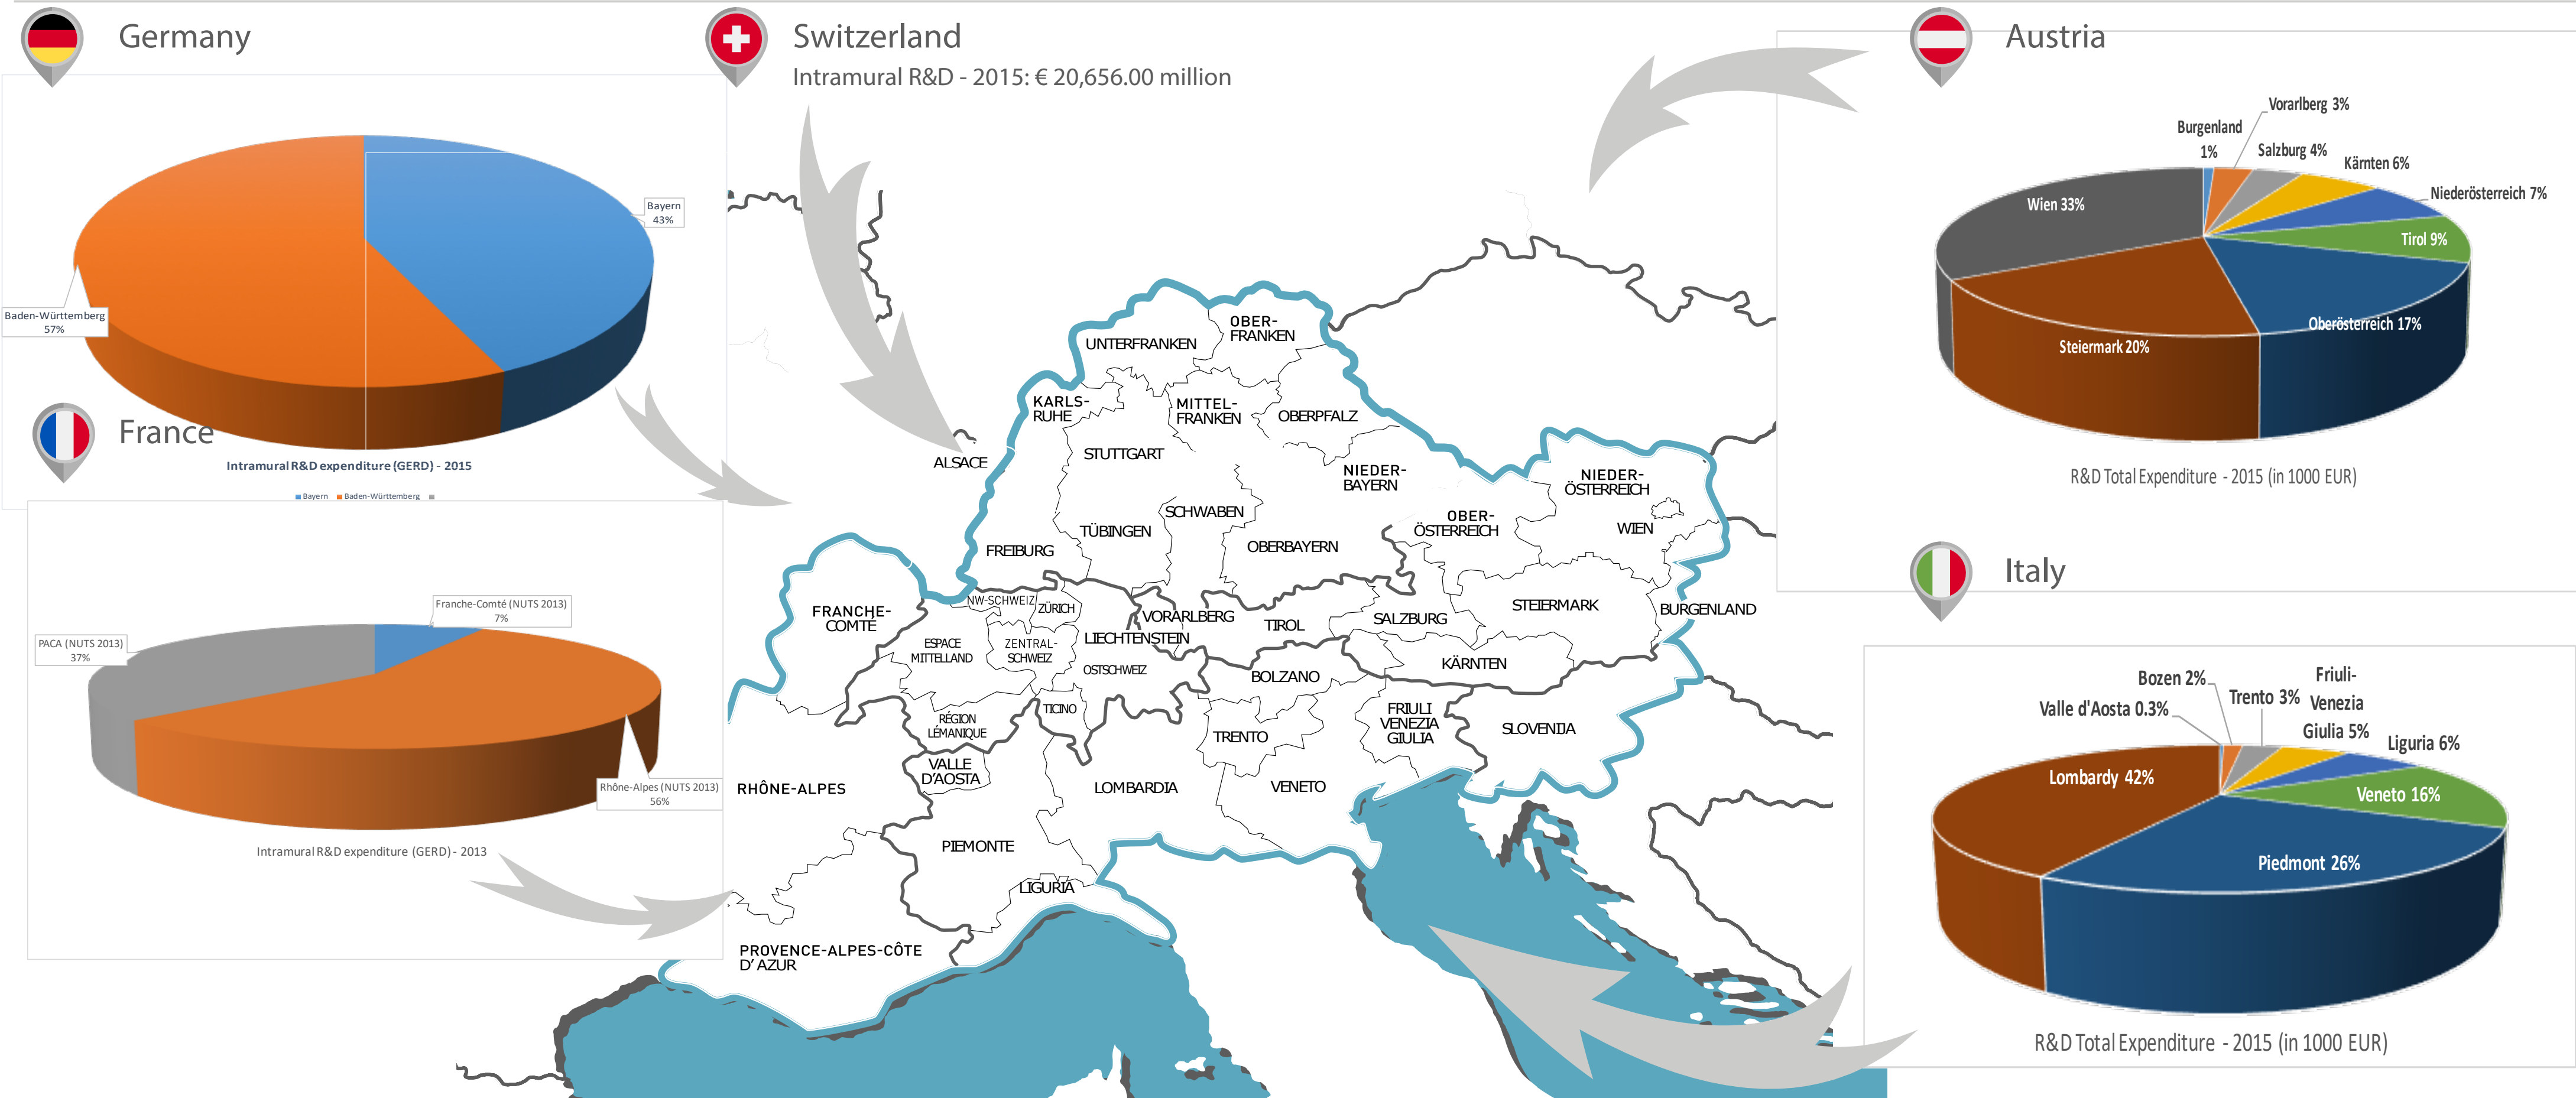 Germany
Bayern
43%
Baden-Württemberg
57%
Intramural R&D expenditure (GERD) - 2015
Bayern
Baden-Württemberg
France
Franche-Comté (NUTS 2013)
7%
PACA (NUTS 2013)
37%
Rhône-Alpes (NUTS 2013)
56%
Intramural R&D expenditure (GERD) - 2013
Switzerland
Intramural R&D - 2015: € 20,656.00 million
UNTERFRANKEN
OBER-
FRANKEN
KARLS-
RUHE
MITTEL-
FRANKEN
OBERPFALZ
STUTTGART
ALSACE
NIEDER-
BAYERN
NIEDER-
ÖSTERREICH
SCHWABEN
OBER-
ÖSTERREICH
TÜBINGEN
WIEN
FREIBURG
OBERBAYERN
NW-SCHWEIZ
ZÜRICH
FRANCHE-
COMTE
VORARLBERG
TIROL
SALZBURG
STEIERMARK
BURGENLAND
ESPACE
MITTELLAND
ZENTRAL-
SCHWEIZ
LIECHTENSTEIN
OSTSCHWEIZ
BOLZANO
KÄRNTEN
TICINO
RÉGION
LÉMANIQUE
FRIULI
VENEZIA
GIULIA
SLOVENIJA
TRENTO
VALLE
D'AOSTA
RHÔNE-ALPES
LOMBARDIA
VENETO
PIEMONTE
LIGURIA
PROVENCE-ALPES-CÔTE
D' AZUR
Austria
Vorarlberg 3%
Burgenland
1%
Salzburg 4%
Kärnten 6%
Niederösterreich 7%
Wien 33%
Tirol 9%
Oberösterreich 17%
Steiermark 20%
R&D Total Expenditure - 2015 (in 1000 EUR)
Italy
Bozen 2%
Valle d'Aosta 0.3%
Trento 3%
Friuli-
Venezia
Giulia 5%
Liguria 6%
Lombardy 42%
Veneto 16%
Piedmont 26%
R&D Total Expenditure - 2015 (in 1000 EUR)